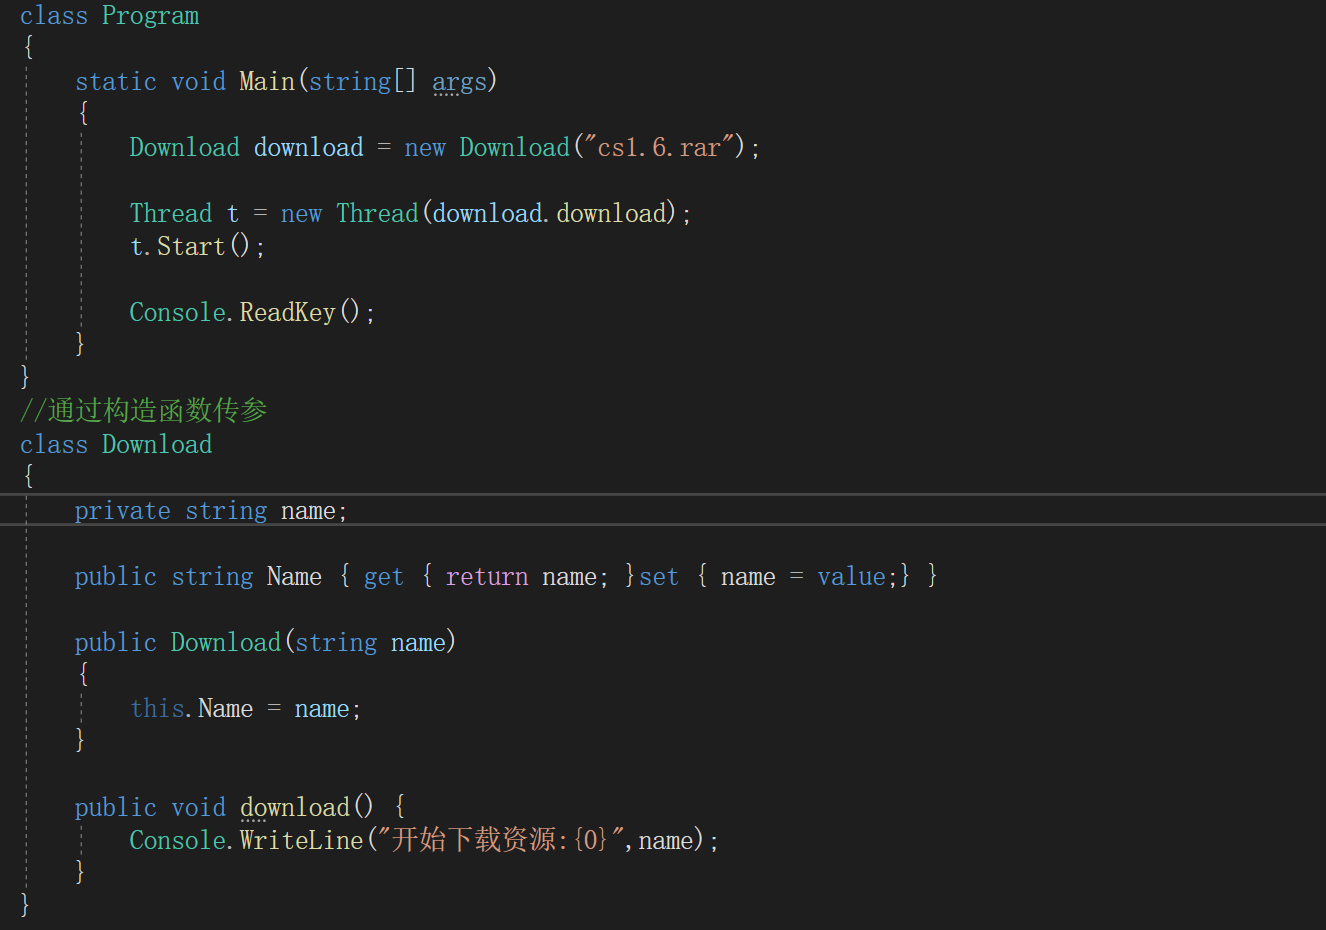 class Program
{
static void Main(string[] args)
{
Download download = new Download("cs1.6.rar");
Thread t = new Thread(download.download);
t.Start();
Console.ReadKey();
}
}
//通过构造函数传参
class Download
{
private string name;
public string Name { get { return name; }set { name = value;} }
public Download(string name)
{
this.Name = name;
}
public void download() {
Console.WriteLine("开始下载资源:{0}",name);
}
}